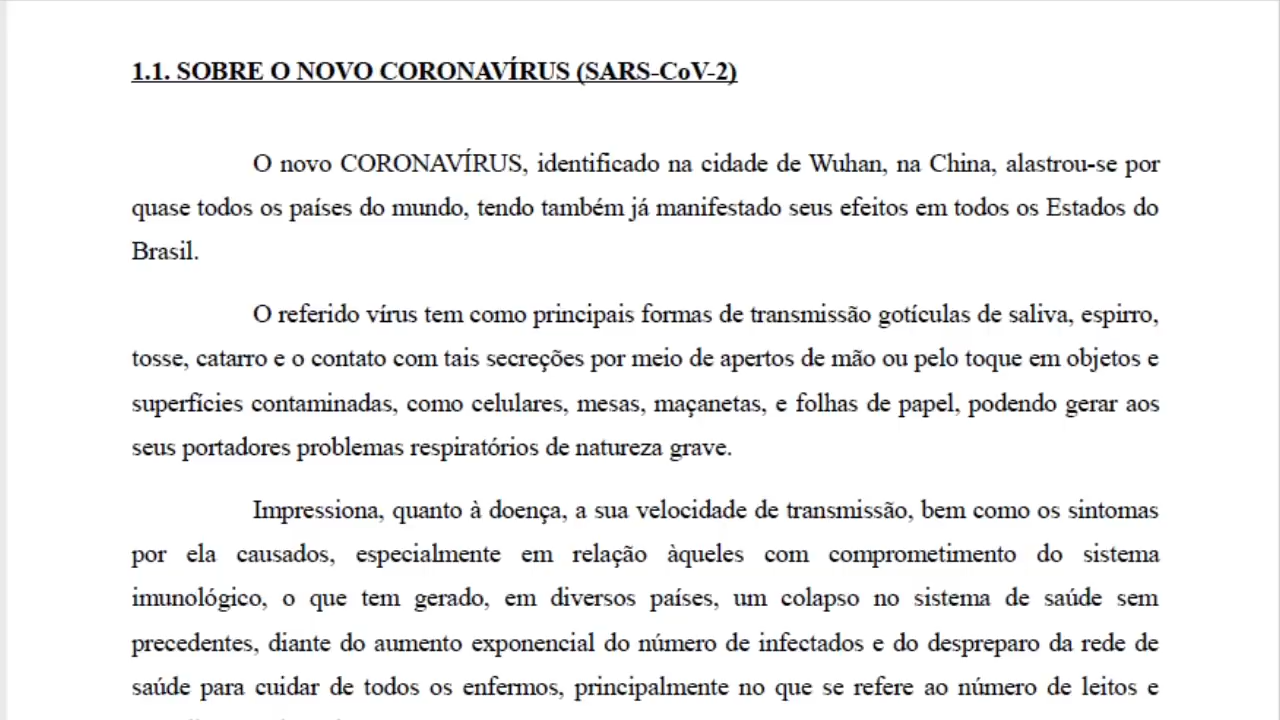 1.1. SOBRE O NOVO CORONAVÍRUS (SARS-CoV-2)
O novo CORONAVÍRUS, identificado na cidade de Wuhan, na China, alastrou-se por
quase todos os países do mundo, tendo também já manifestado seus efeitos em todos os Estados do
Brasil.
O referido vírus tem como principais formas de transmissão gotículas de saliva, espirro,
tosse, catarro e o contato com tais secreções por meio de apertos de mão ou pelo toque em objetos e
superfícies contaminadas, como celulares, mesas, maçanetas, e folhas de papel, podendo gerar aos
seus portadores problemas respiratórios de natureza grave.
Impressiona, quanto à doença, a sua velocidade de transmissão, bem como os sintomas
por ela causados, especialmente em relação àqueles com comprometimento do sistema
imunológico, o que tem gerado, em diversos países, um colapso no sistema de saúde sem
precedentes, diante do aumento exponencial do número de infectados e do despreparo da rede de
saúde para cuidar de todos os enfermos, principalmente no que se refere ao número de leitos e